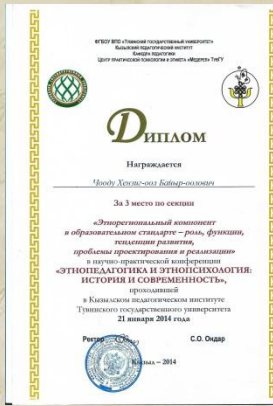 ФГБОУ ВПО «Тувинский государственный университет»
Кызылский педагогический институт
Кафедра педагогики
Центр практической психологии и этикета «Медерел» ТувГУ
Диплом
Награждается
Чооду Хензиг-оол Байыр-оолович
За 3 место по секции
«Этнорегиональный компонент
в образовательном стандарте – роль, функции,
тенденции развития,
проблемы проектирования и реализации»
в научно-практической конференции
«ЭТНОПЕДАГОГИКА И ЭТНОПСИХОЛОГИЯ:
ИСТОРИЯ И СОВРЕМЕННОСТЬ»,
проходившей
в Кызылском педагогическом институте
Тувинского государственного университета
21 января 2014 года
Ректор С.О. Ондар
Кызыл – 2014